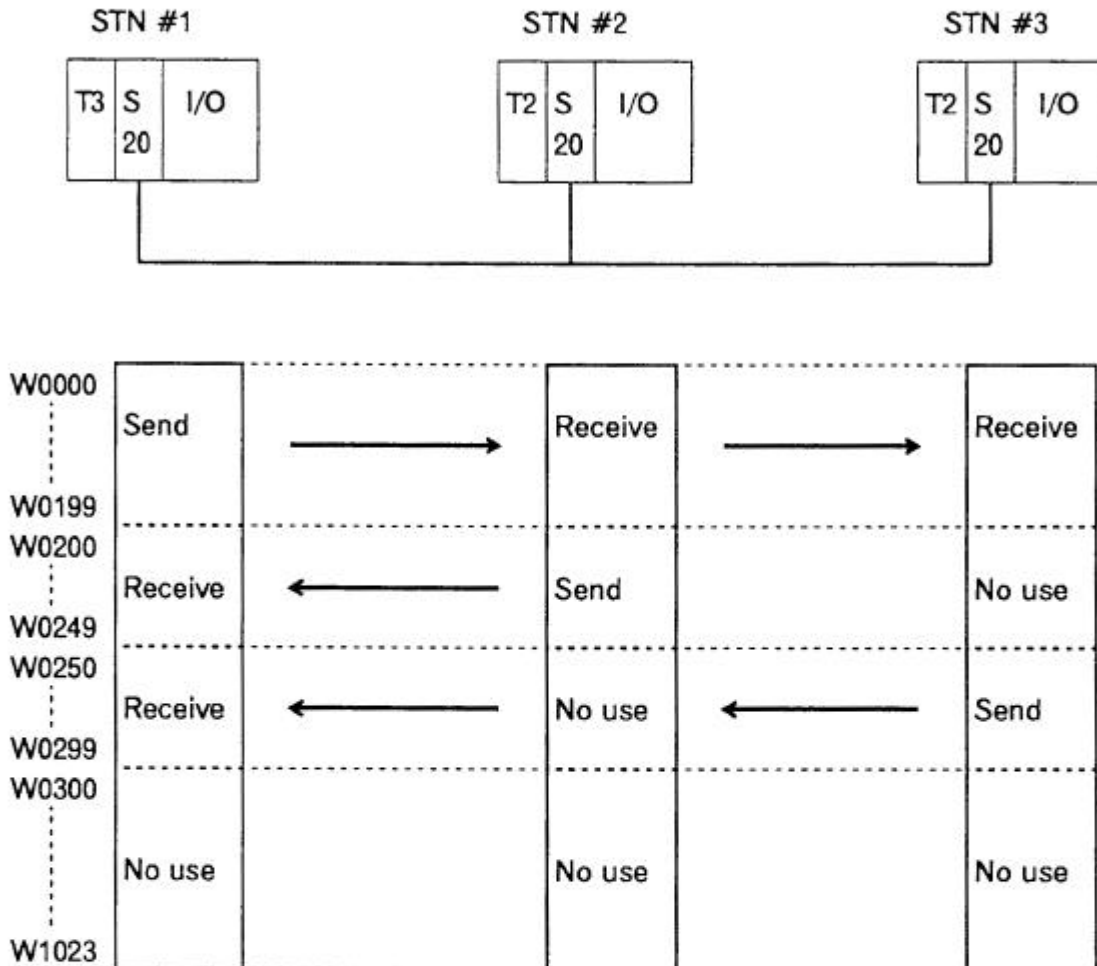 STN #1 STN #2 STN #3
T3 S 20 I/O T2 S 20 I/O T2 S 20 I/O
W0000
Send Receive Receive
W0199
W0200
Receive Send No use
W0249
W0250
Receive No use Send
W0299
W0300
No use No use No use
W1023